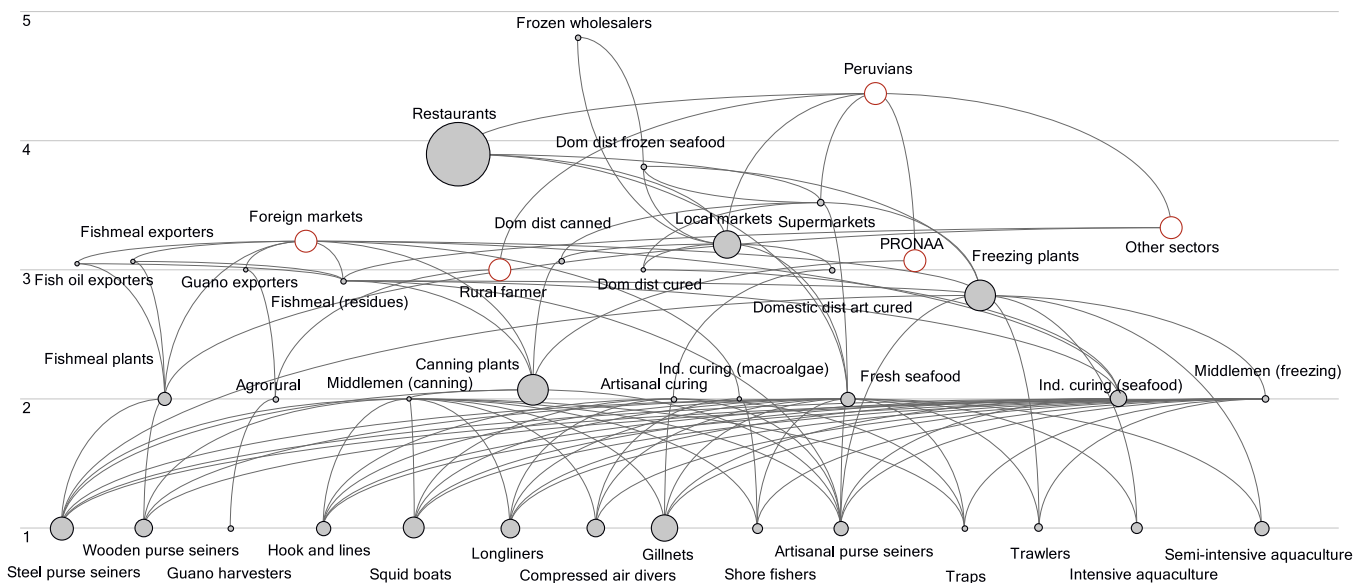 5
Frozen wholesalers
Peruvians
Restaurants
4
Dom dist frozen seafood
Foreign markets
Dom dist canned
Local markets
Supermarkets
Fishmeal exporters
PRONAA
Other sectors
Freezing plants
3
Fish oil exporters
Guano exporters
Fishmeal (residues)
Rural farmer
Dom dist cured
Domestic dist art cured
Fishmeal plants
Canning plants
Ind. curing (macroalgae)
Middlemen (freezing)
Agrorural
Middlemen (canning)
Artisanal curing
Fresh seafood
Ind. curing (seafood)
2
1
Wooden purse seiners
Hook and lines
Longliners
Gillnets
Artisanal purse seiners
Trawlers
Semi-intensive aquaculture
Steel purse seiners
Guano harvesters
Squid boats
Compressed air divers
Shore fishers
Traps
Intensive aquaculture